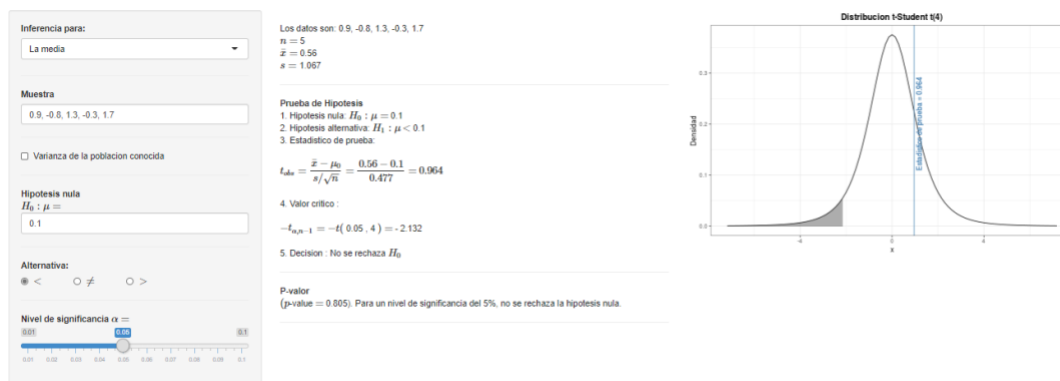 Inferencia para:
La media
Muestra
0.9, -0.8, 1.3, -0.3, 1.7
Varianza de la poblacion conocida
Hipotesis nula
H₀ : μ =
0.1
Alternativa:
< ≠ >
Nivel de significancia α =
0.01 0.05 0.1
0.01 0.02 0.03 0.04 0.05 0.06 0.07 0.08 0.09 0.1
Los datos son: 0.9, -0.8, 1.3, -0.3, 1.7
n = 5
x̄ = 0.56
s = 1.067
Prueba de Hipotesis
1. Hipotesis nula: H₀ : μ = 0.1
2. Hipotesis alternativa: H₁ : μ < 0.1
3. Estadistico de prueba:
t_obs = (x̄ − μ₀)/(s/√n) = (0.56 − 0.1)/0.477 = 0.964
4. Valor critico :
−t_α,n−1 = −t( 0.05 , 4 ) = - 2.132
5. Decision : No se rechaza H₀
P-valor
(p-value = 0.805). Para un nivel de significancia del 5%, no se rechaza la hipotesis nula.
Distribucion t-Student t(4)
Densidad
0.3
0.2
0.1
0.0
Estadistico de prueba = 0.964
-4 0 4
x